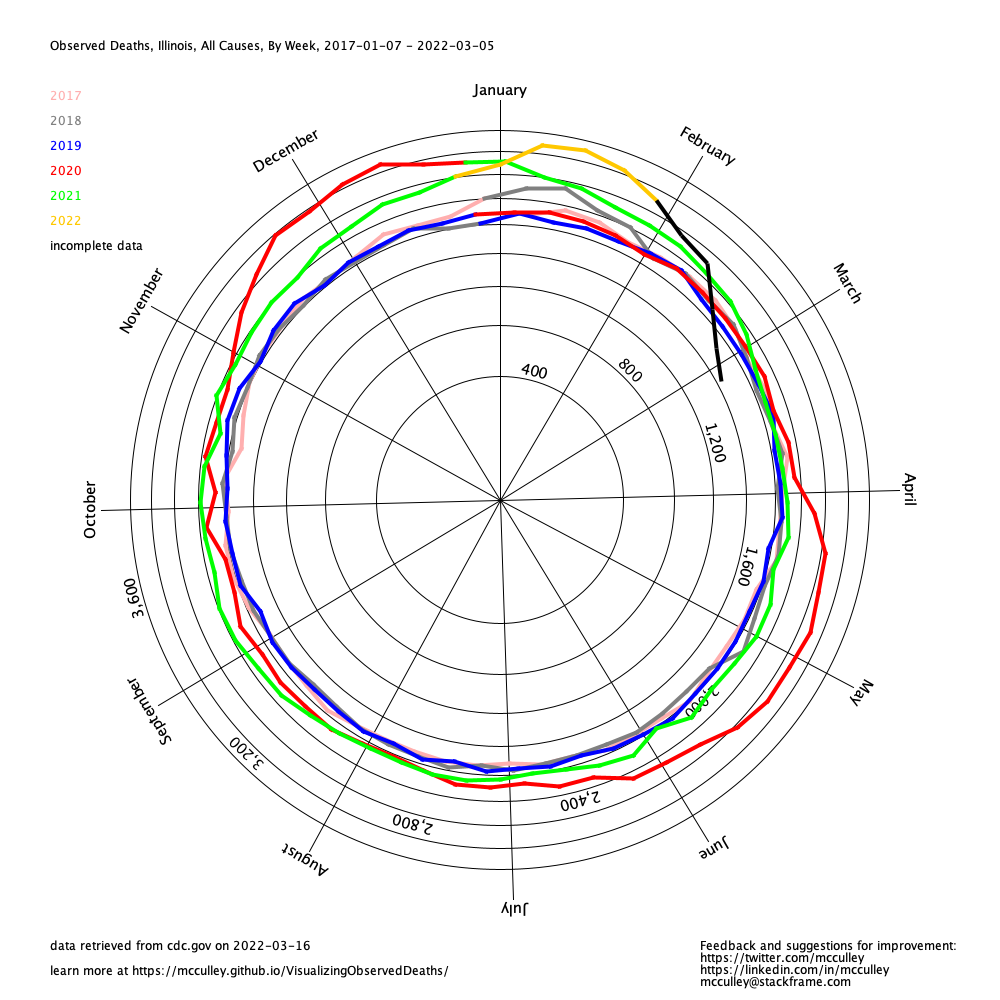 Observed Deaths, Illinois, All Causes, By Week, 2017-01-07 - 2022-03-05
2017
2018
2019
2020
2021
2022
incomplete data
January
February
March
April
May
June
July
August
September
October
November
December
400
800
1,200
1,600
2,000
2,400
2,800
3,200
3,600
data retrieved from cdc.gov on 2022-03-16
learn more at https://mcculley.github.io/VisualizingObservedDeaths/
Feedback and suggestions for improvement:
https://twitter.com/mcculley
https://linkedin.com/in/mcculley
mcculley@stackframe.com